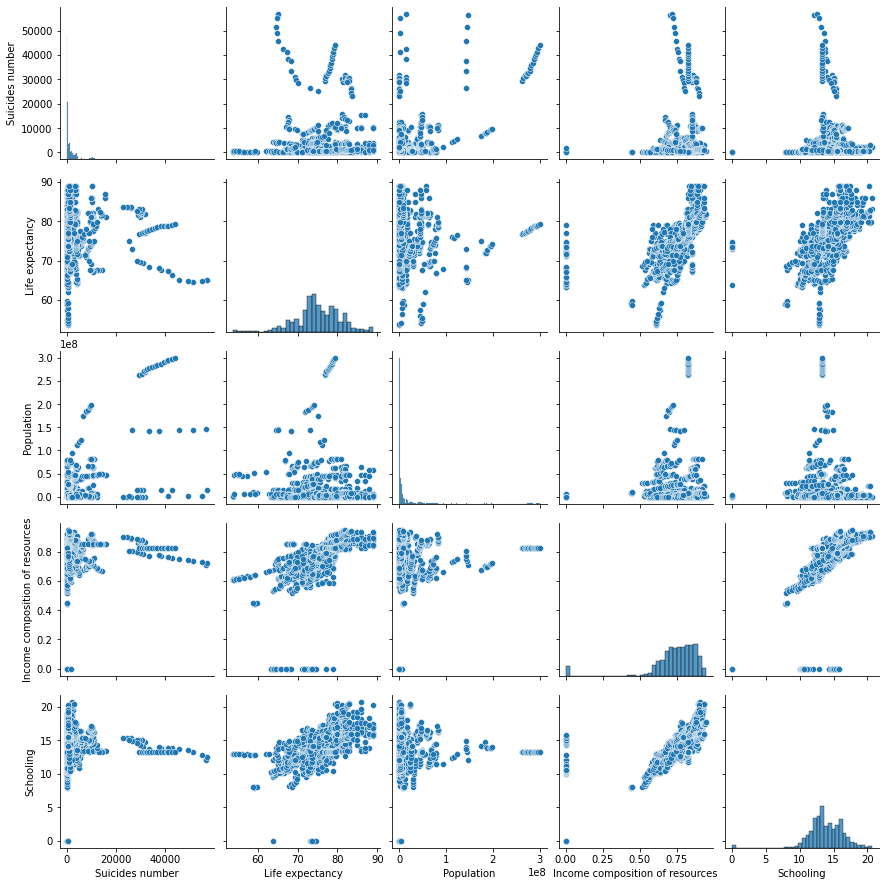 50000
40000
30000
20000
10000
0
Suicides number
90
80
70
60
Life expectancy
1e8
3.0
2.5
2.0
1.5
1.0
0.5
0.0
Population
0.8
0.6
0.4
0.2
0.0
Income composition of resources
20
15
10
5
0
Schooling
0 20000 40000
Suicides number
60 70 80 90
Life expectancy
0 1 2 3
1e8
Population
0.00 0.25 0.50 0.75
Income composition of resources
0 5 10 15 20
Schooling